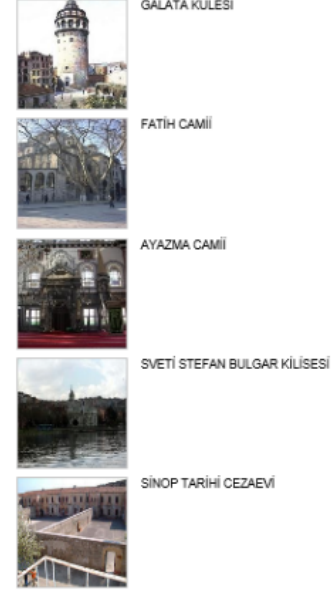 GALATA KULESİ
FATİH CAMİİ
AYAZMA CAMİİ
SVETİ STEFAN BULGAR KİLİSESİ
SİNOP TARİHİ CEZAEVİ